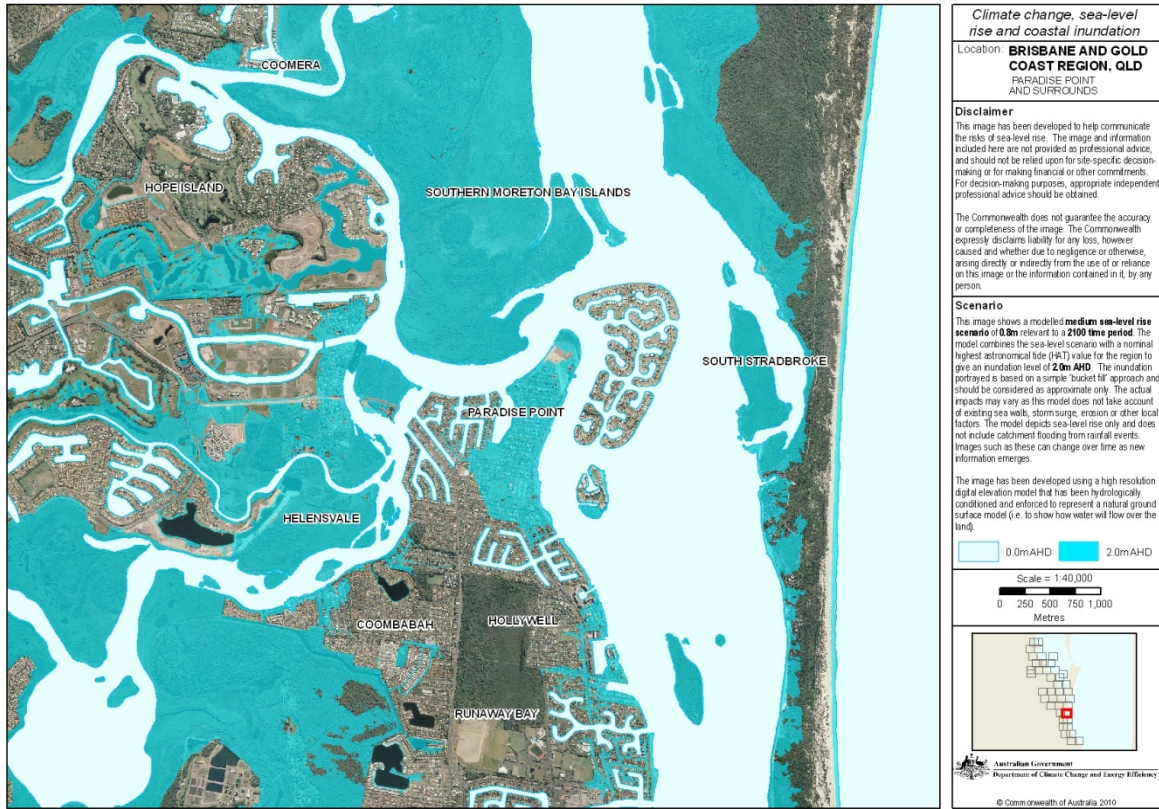 COOMERA
HOPE ISLAND
SOUTHERN MORETON BAY ISLANDS
SOUTH STRADBROKE
PARADISE POINT
HELENSVALE
COOMBABAH
HOLLYWELL
RUNAWAY BAY
Climate change, sea-level
rise and coastal inundation
Location: BRISBANE AND GOLD
COAST REGION, QLD
PARADISE POINT
AND SURROUNDS
Disclaimer
This image has been developed to help communicate
the risks of sea-level rise. The image and information
included here are not provided as professional advice,
and should not be relied upon for site-specific decision-
making or for making financial or other commitments.
For decision-making purposes, appropriate independent
professional advice should be obtained.
The Commonwealth does not guarantee the accuracy
or completeness of the image. The Commonwealth
expressly disclaims liability for any loss, however
caused and whether due to negligence or otherwise,
arising directly or indirectly from the use of or reliance
on this image or the information contained in it, by any
person.
Scenario
This image shows a modelled medium sea-level rise
scenario of 0.8m relevant to a 2100 time period. The
model combines the sea-level scenario with a nominal
highest astronomical tide (HAT) value for the region to
give an inundation level of 2.0m AHD. The inundation
portrayed is based on a simple 'bucket fill' approach and
should be considered as approximate only. The actual
impacts may vary as this model does not take account
of existing sea walls, storm surge, erosion or other local
factors. The model depicts sea-level rise only and does
not include catchment flooding from rainfall events.
Images such as these can change over time as new
information emerges.
The image has been developed using a high resolution
digital elevation model that has been hydrologically
conditioned and enforced to represent a natural ground
surface model (i.e. to show how water will flow over the
land).
0.0mAHD 2.0mAHD
Scale = 1:40,000
0 250 500 750 1,000
Metres
Australian Government
Department of Climate Change and Energy Efficiency
© Commonwealth of Australia 2010